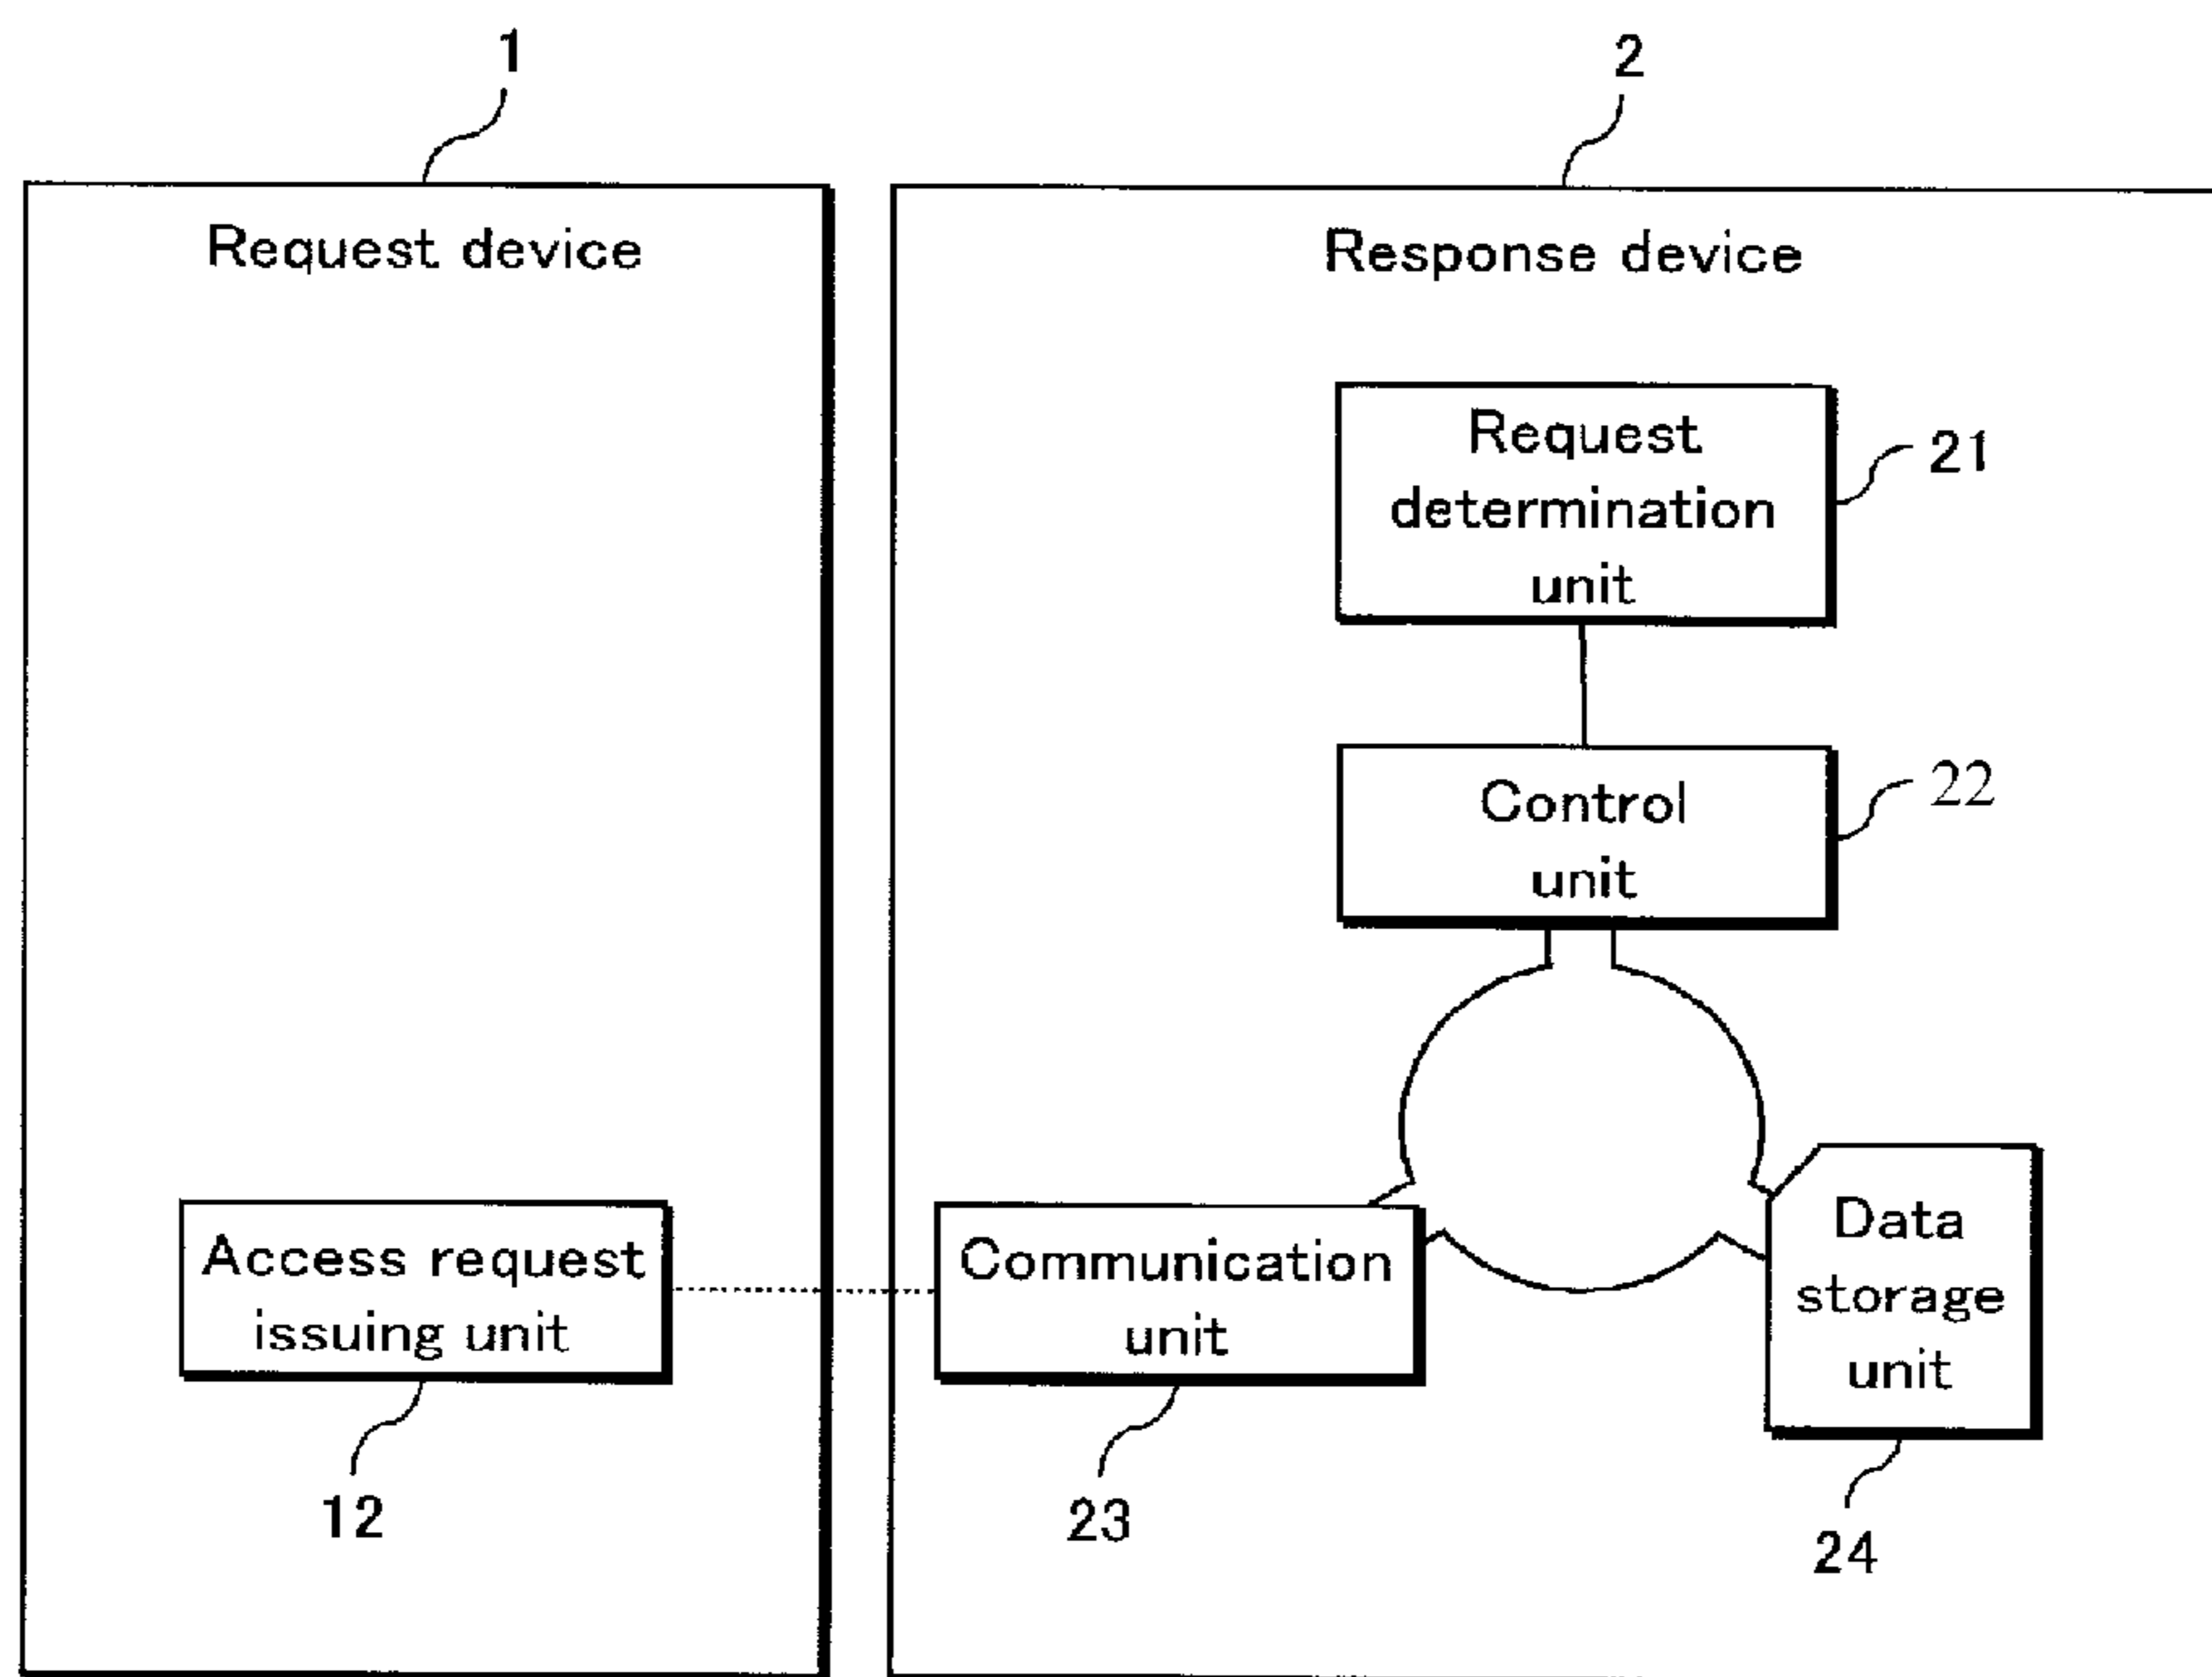 1
2
Request device
Response device
Request
determination
unit
21
Control
unit
22
Access request
issuing unit
Communication
unit
Data
storage
unit
12
23
24